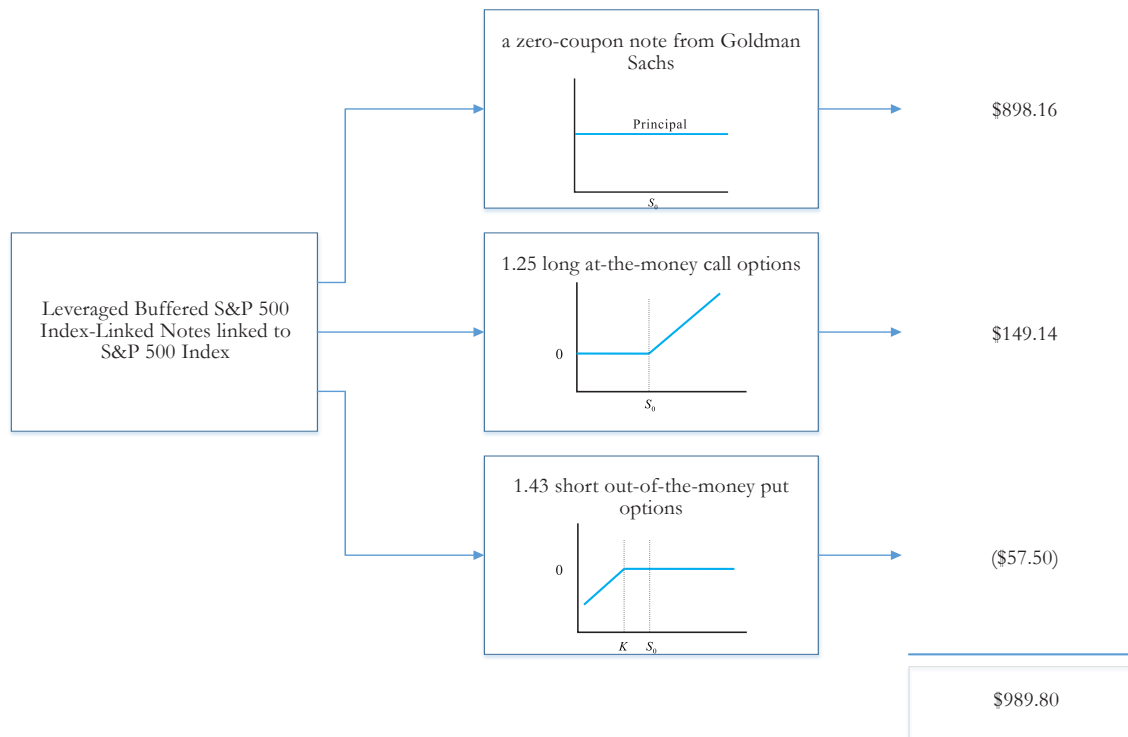 a zero-coupon note from Goldman
Sachs
Principal
S₀
$898.16
Leveraged Buffered S&P 500
Index-Linked Notes linked to
S&P 500 Index
1.25 long at-the-money call options
0
S₀
$149.14
1.43 short out-of-the-money put
options
0
K S₀
($57.50)
$989.80